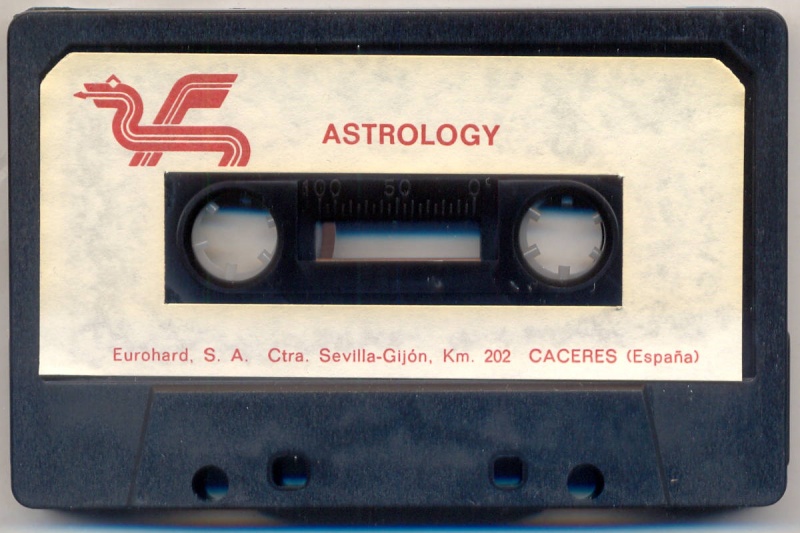 ASTROLOGY
100 50 0
Eurohard, S. A. Ctra. Sevilla-Gijón, Km. 202 CACERES (España)